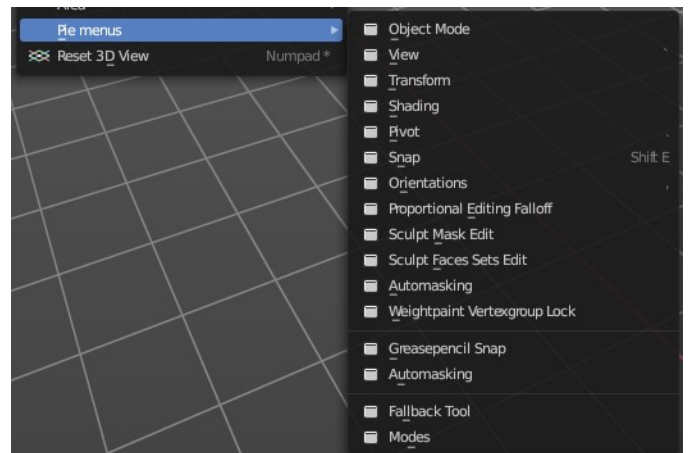 Area
Pie menus
Reset 3D View Numpad *
Object Mode
View `
Transform
Shading
Pivot .
Snap Shift E
Orientations ,
Proportional Editing Falloff
Sculpt Mask Edit
Sculpt Faces Sets Edit
Automasking
Weightpaint Vertexgroup Lock
Greasepencil Snap
Automasking
Fallback Tool
Modes